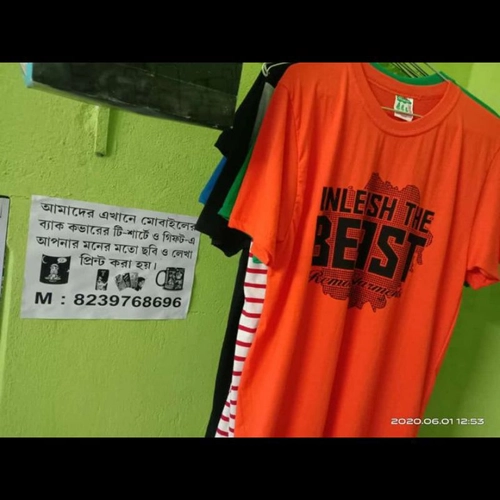 আমাদের এখানে মোবাইলের
ব্যাক কভারের টি-শার্টে ও গিফট-এ
আপনার মনের মতো ছবি ও লেখা
প্রিন্ট করা হয়।
M : 8239768696
INLEISH THE
BEAST
2020.06.01 12:53